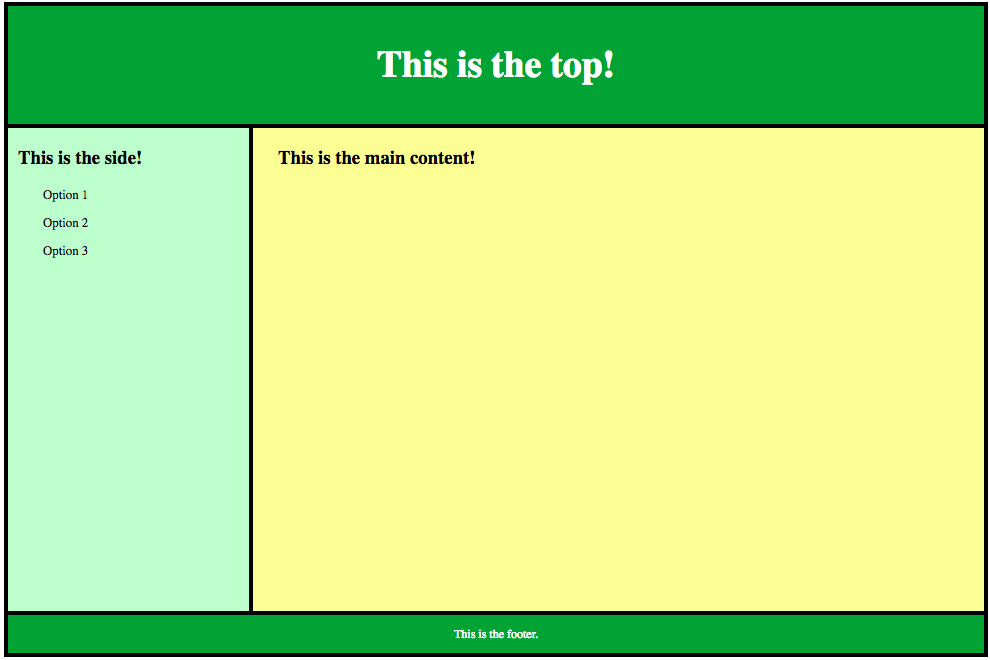 This is the top!
This is the side!
Option 1
Option 2
Option 3
This is the main content!
This is the footer.